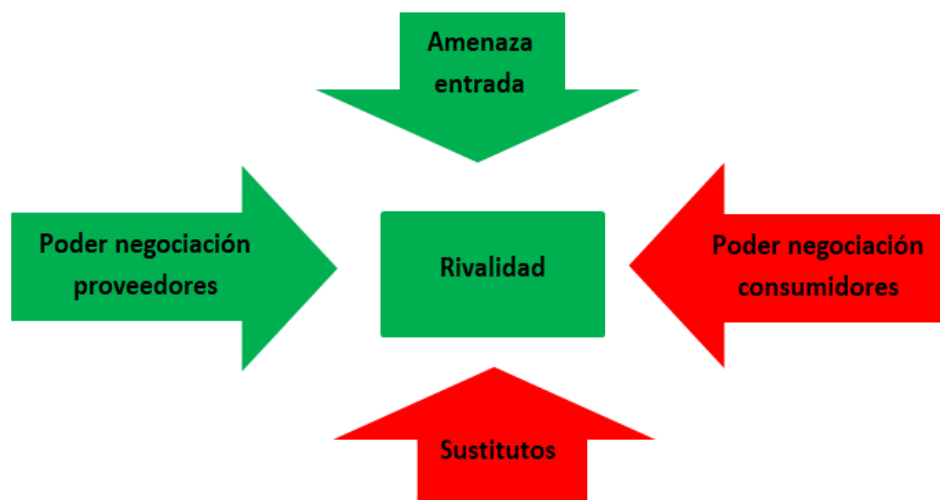 Amenaza
entrada
Poder negociación
proveedores
Rivalidad
Poder negociación
consumidores
Sustitutos